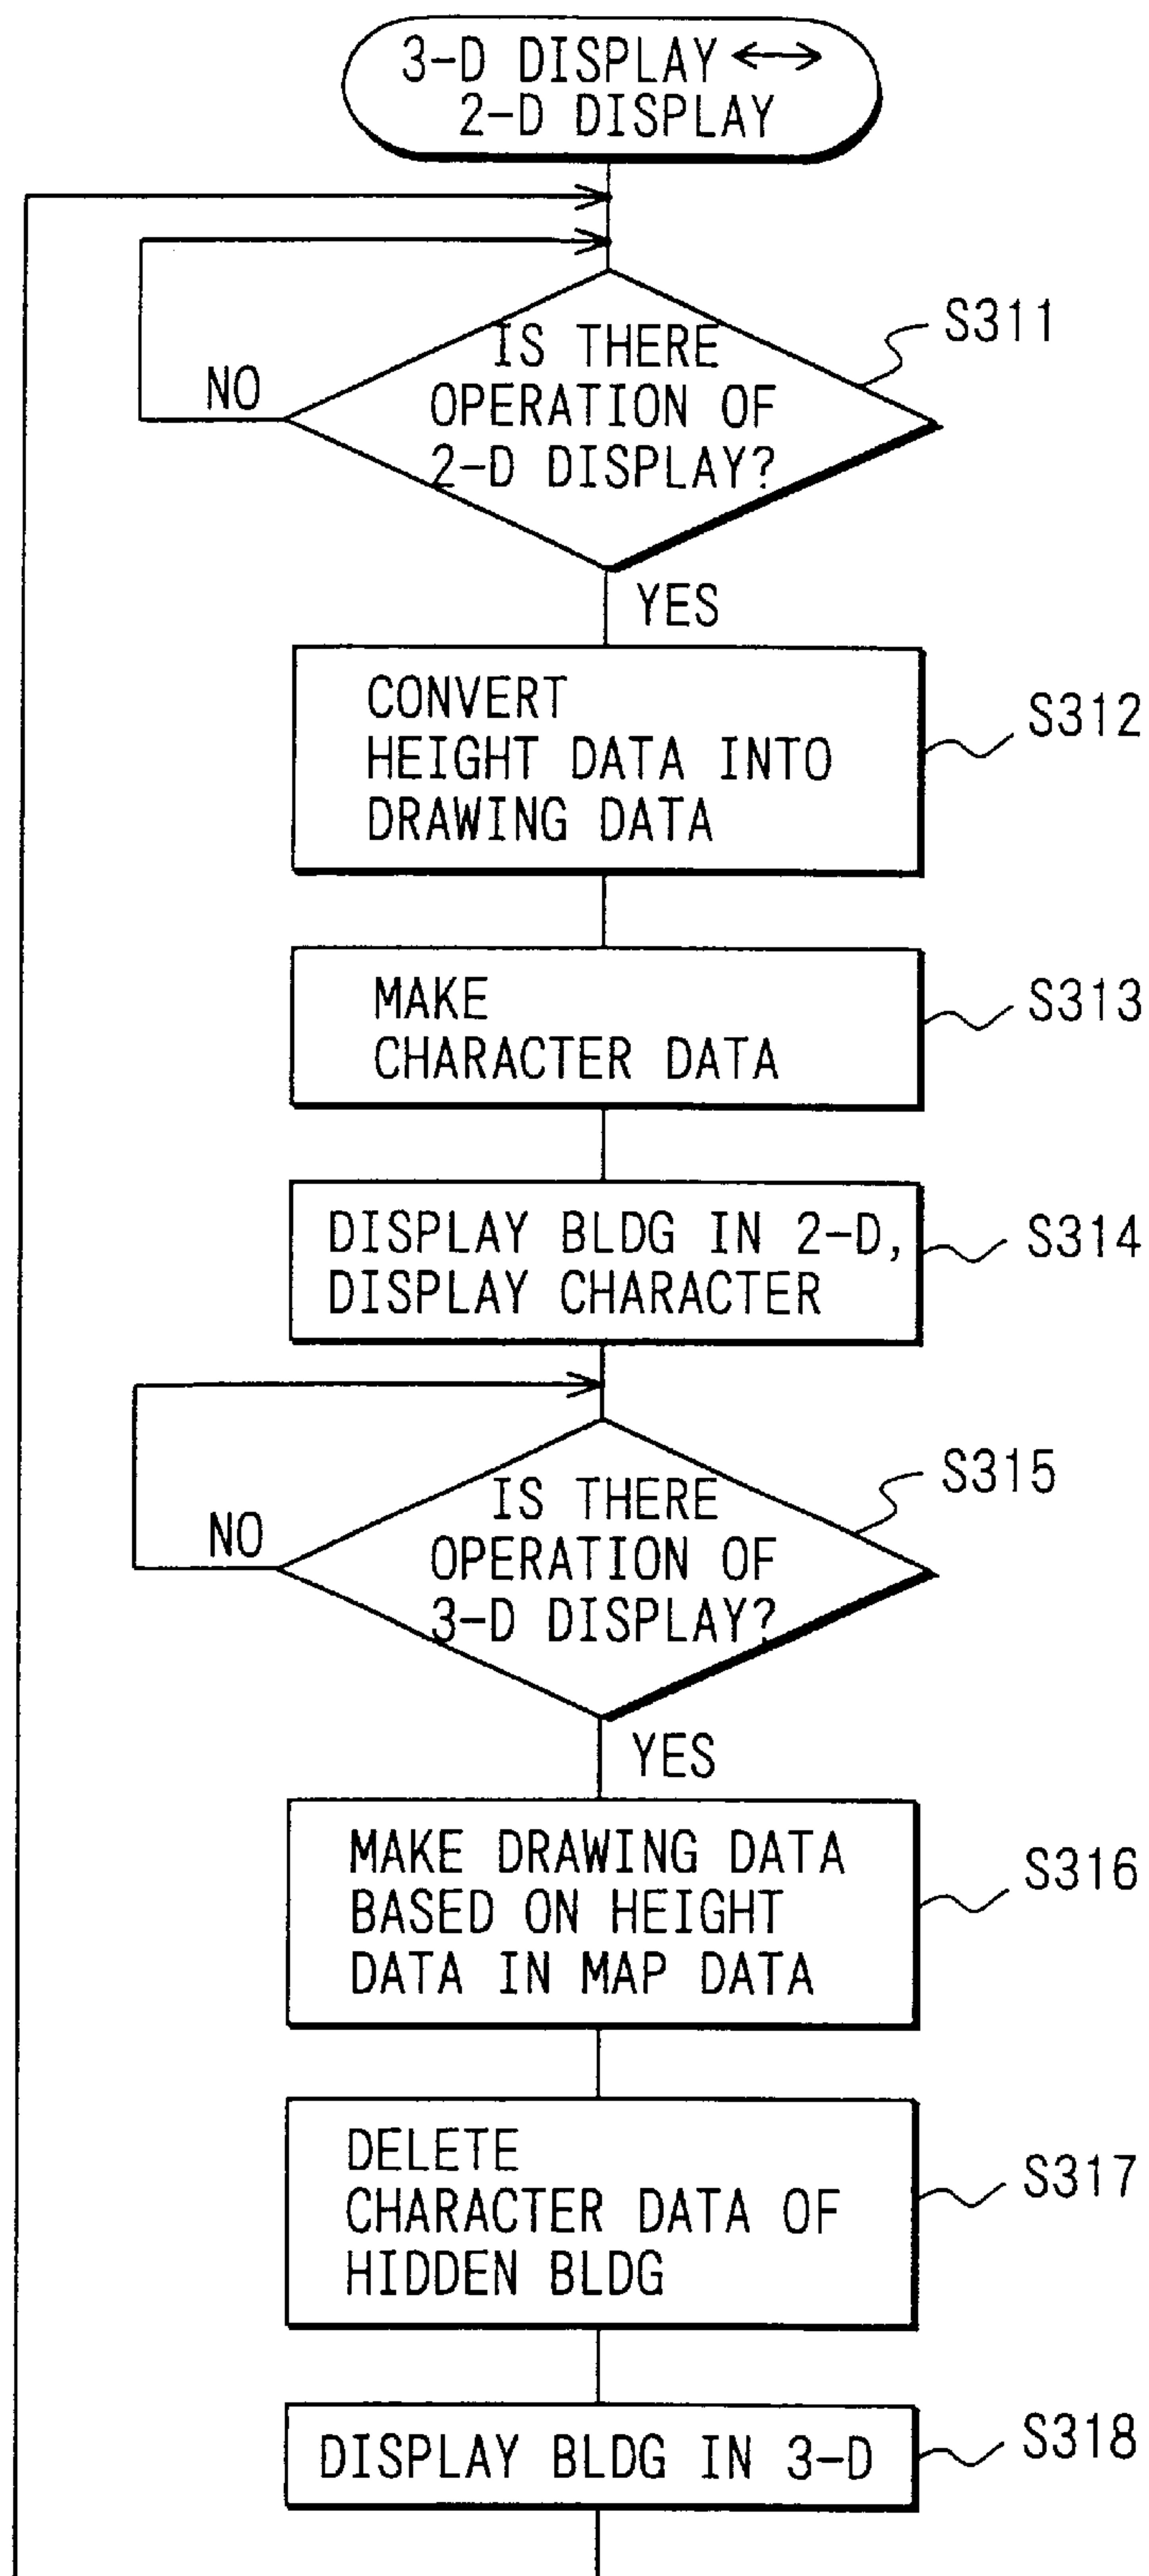 3-D DISPLAY ↔
2-D DISPLAY
S311
IS THERE
OPERATION OF
2-D DISPLAY?
NO
YES
CONVERT
HEIGHT DATA INTO
DRAWING DATA
S312
MAKE
CHARACTER DATA
S313
DISPLAY BLDG IN 2-D,
DISPLAY CHARACTER
S314
S315
IS THERE
OPERATION OF
3-D DISPLAY?
NO
YES
MAKE DRAWING DATA
BASED ON HEIGHT
DATA IN MAP DATA
S316
DELETE
CHARACTER DATA OF
HIDDEN BLDG
S317
DISPLAY BLDG IN 3-D
S318